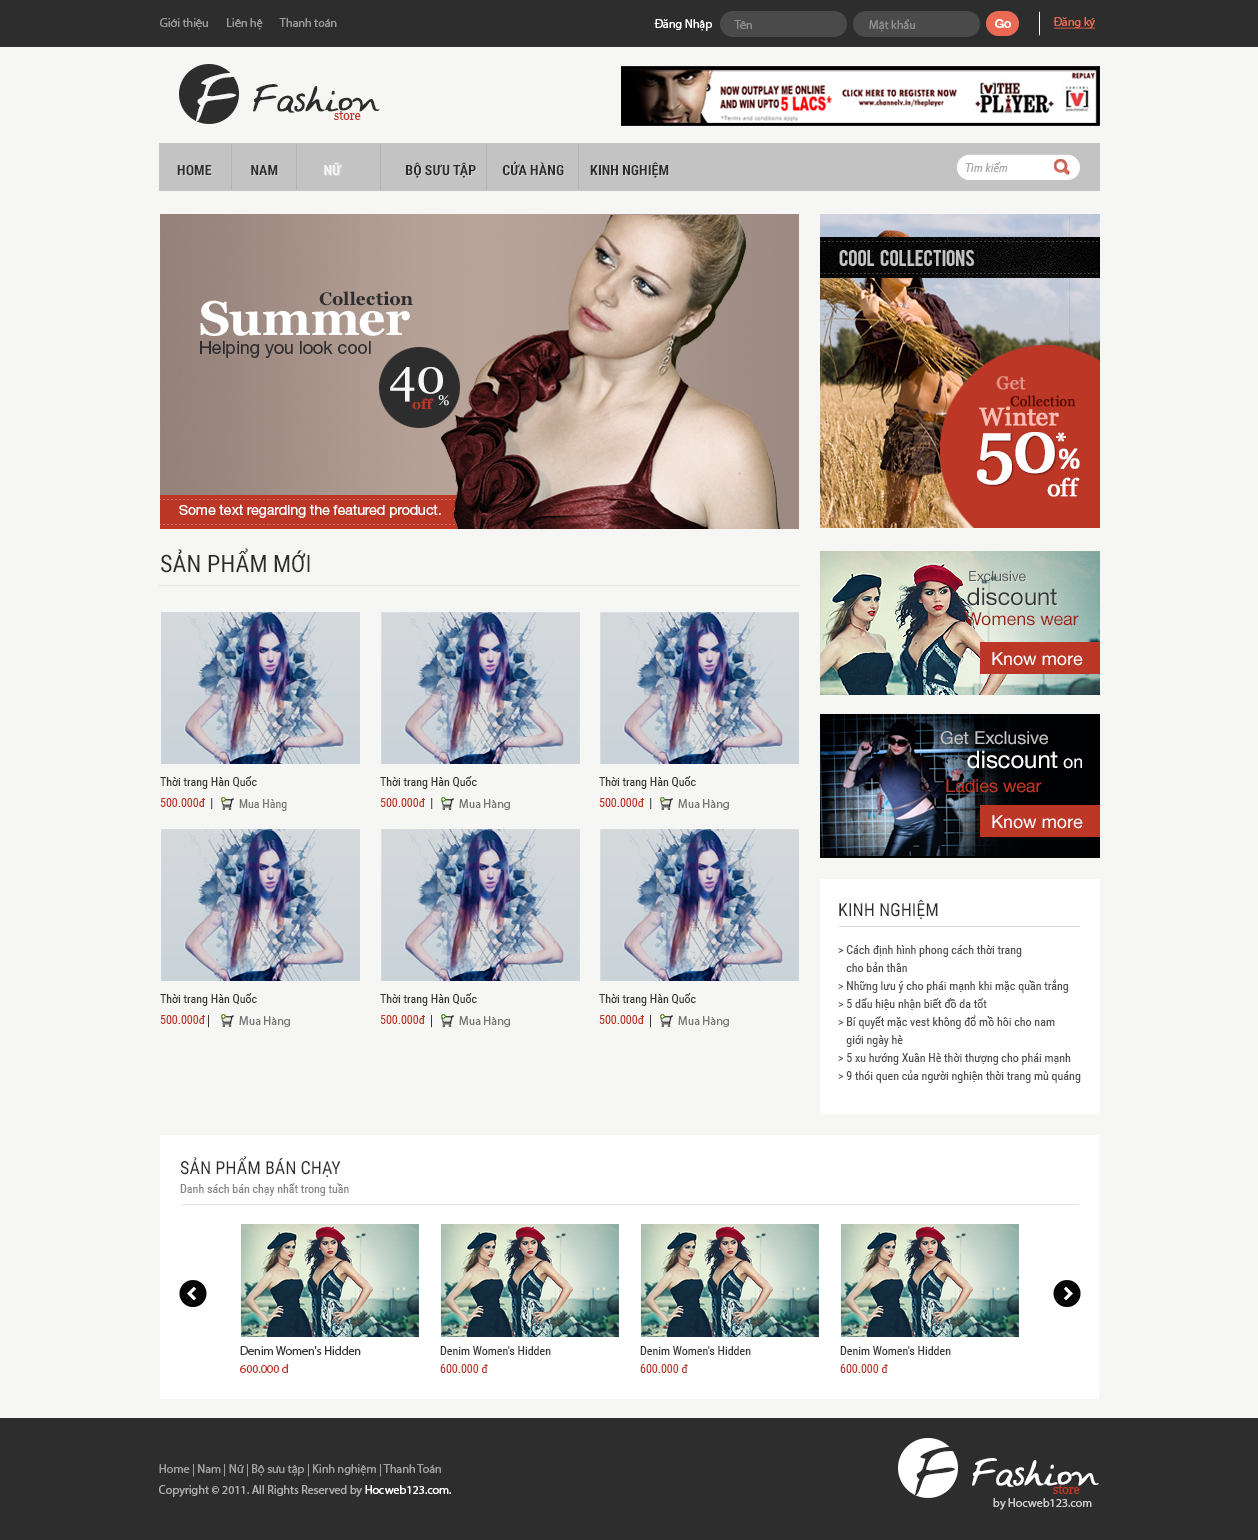 Giới thiệu Liên hệ Thanh toán Đăng Nhập Tên Mật khẩu Go Đăng ký
F Fashion
store
NOW OUTPLAY ME ONLINE
AND WIN UPTO 5 LACS*
*Terms and conditions apply
CLICK HERE TO REGISTER NOW
www.channelv.in/theplayer
[v]THE
PLAYER
REPLAY
CHANNEL
[V]
HOME NAM NỮ BỘ SƯU TẬP CỬA HÀNG KINH NGHIỆM Tìm kiếm
Collection
Summer
Helping you look cool
40
off %
Some text regarding the featured product.
COOL COLLECTIONS
Get
Collection
Winter
50*%
off
SẢN PHẨM MỚI
Exclusive
discount
Womens wear
Know more
Get Exclusive
discount on
Ladies wear
Know more
Thời trang Hàn Quốc Thời trang Hàn Quốc Thời trang Hàn Quốc
500.000đ | Mua Hàng 500.000đ | Mua Hàng 500.000đ | Mua Hàng
Thời trang Hàn Quốc Thời trang Hàn Quốc Thời trang Hàn Quốc
500.000đ | Mua Hàng 500.000đ | Mua Hàng 500.000đ | Mua Hàng
KINH NGHIỆM
> Cách định hình phong cách thời trang
cho bản thân
> Những lưu ý cho phái mạnh khi mặc quần trắng
> 5 dấu hiệu nhận biết đồ da tốt
> Bí quyết mặc vest không đổ mồ hôi cho nam
giới ngày hè
> 5 xu hướng Xuân Hè thời thượng cho phái mạnh
> 9 thói quen của người nghiện thời trang mù quáng
SẢN PHẨM BÁN CHẠY
Danh sách bán chạy nhất trong tuần
Denim Women's Hidden Denim Women's Hidden Denim Women's Hidden Denim Women's Hidden
600.000 đ 600.000 đ 600.000 đ 600.000 đ
Home | Nam | Nữ | Bộ sưu tập | Kinh nghiệm | Thanh Toán
Copyright © 2011. All Rights Reserved by Hocweb123.com.
F Fashion
store
by Hocweb123.com